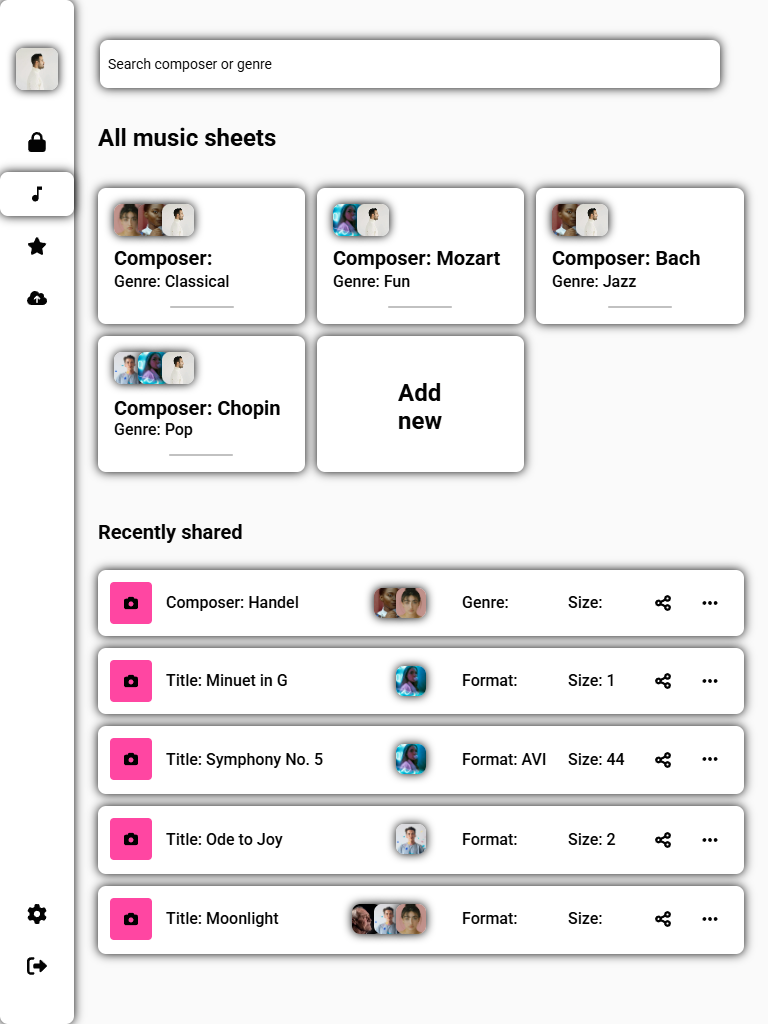 Search composer or genre
All music sheets
Composer:
Genre: Classical
Composer: Mozart
Genre: Fun
Composer: Bach
Genre: Jazz
Composer: Chopin
Genre: Pop
Add
new
Recently shared
Composer: Handel Genre: Size:
Title: Minuet in G Format: Size: 1
Title: Symphony No. 5 Format: AVI Size: 44
Title: Ode to Joy Format: Size: 2
Title: Moonlight Format: Size: